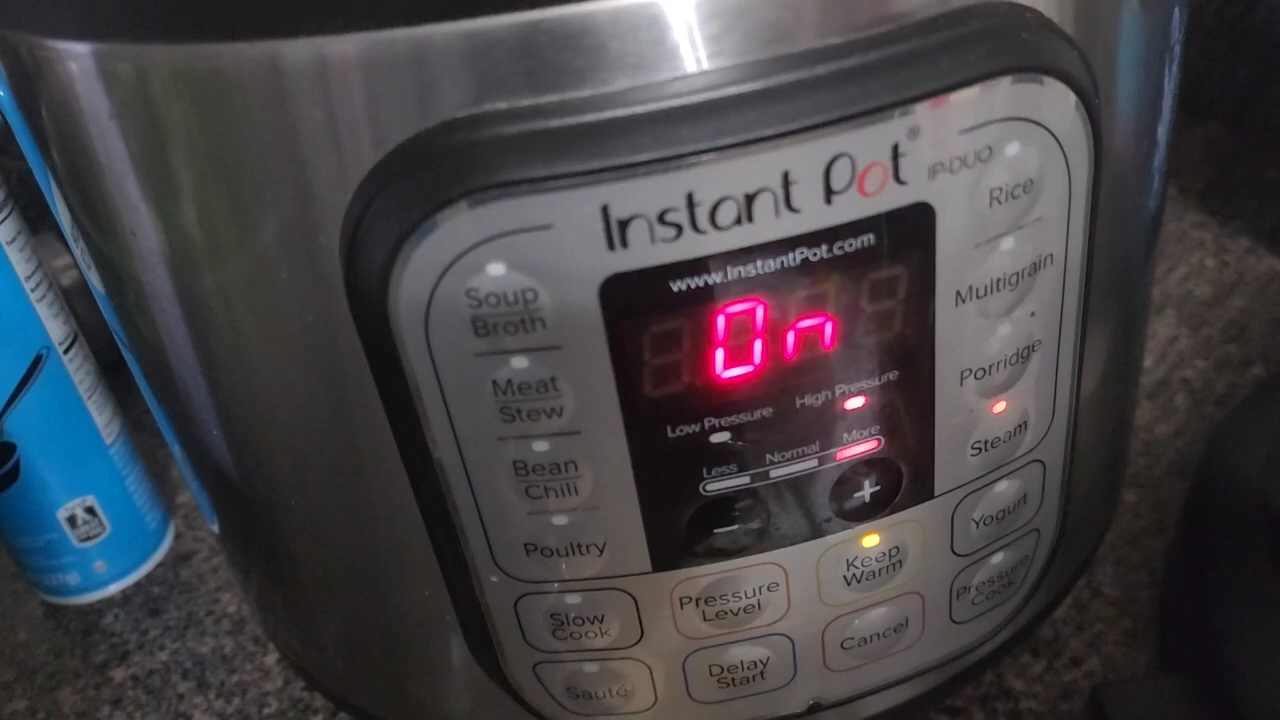 Instant Pot®
IP-DUO
www.InstantPot.com
On
Low Pressure
High Pressure
Less
Normal
More
−
+
Soup
Broth
Meat
Stew
Bean
Chili
Poultry
Slow
Cook
Sauté
Pressure
Level
Delay
Start
Keep
Warm
Cancel
Rice
Multigrain
Porridge
Steam
Yogurt
Pressure
Cook